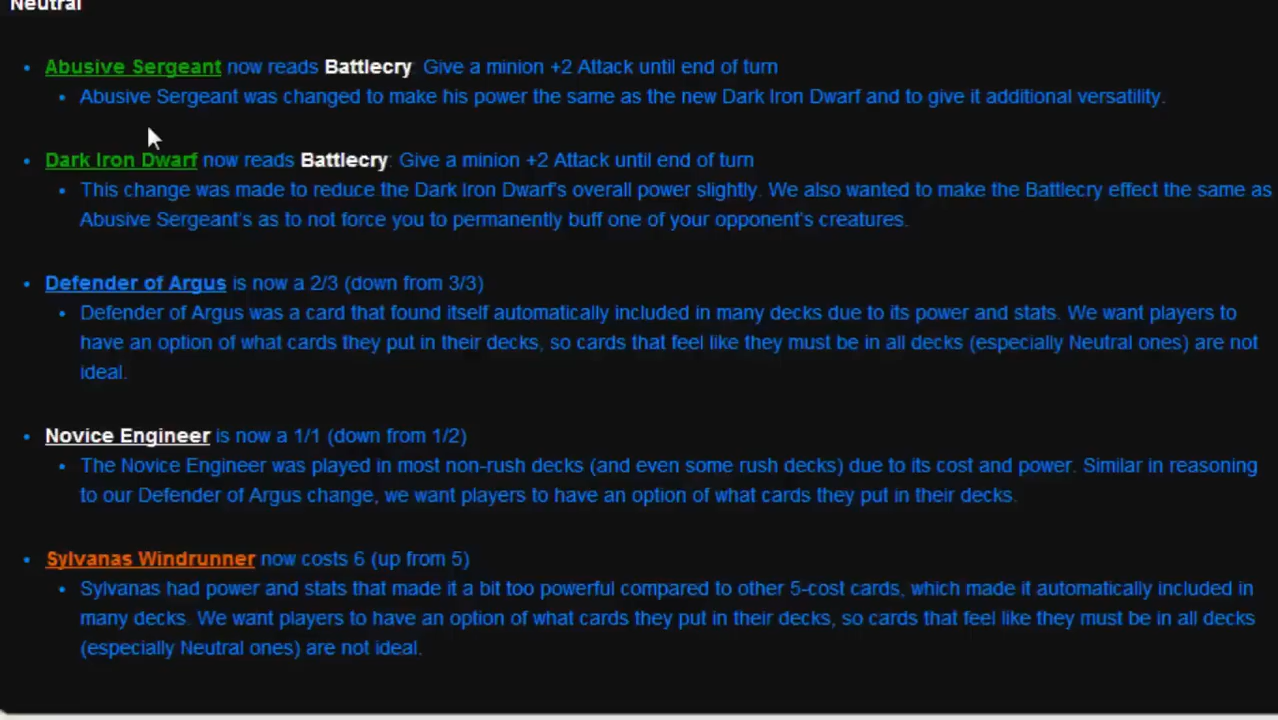 Neutral
Abusive Sergeant now reads Battlecry: Give a minion +2 Attack until end of turn
Abusive Sergeant was changed to make his power the same as the new Dark Iron Dwarf and to give it additional versatility.
Dark Iron Dwarf now reads Battlecry: Give a minion +2 Attack until end of turn
This change was made to reduce the Dark Iron Dwarf's overall power slightly. We also wanted to make the Battlecry effect the same as
Abusive Sergeant's as to not force you to permanently buff one of your opponent's creatures.
Defender of Argus is now a 2/3 (down from 3/3)
Defender of Argus was a card that found itself automatically included in many decks due to its power and stats. We want players to
have an option of what cards they put in their decks, so cards that feel like they must be in all decks (especially Neutral ones) are not
ideal.
Novice Engineer is now a 1/1 (down from 1/2)
The Novice Engineer was played in most non-rush decks (and even some rush decks) due to its cost and power. Similar in reasoning
to our Defender of Argus change, we want players to have an option of what cards they put in their decks.
Sylvanas Windrunner now costs 6 (up from 5)
Sylvanas had power and stats that made it a bit too powerful compared to other 5-cost cards, which made it automatically included in
many decks. We want players to have an option of what cards they put in their decks, so cards that feel like they must be in all decks
(especially Neutral ones) are not ideal.